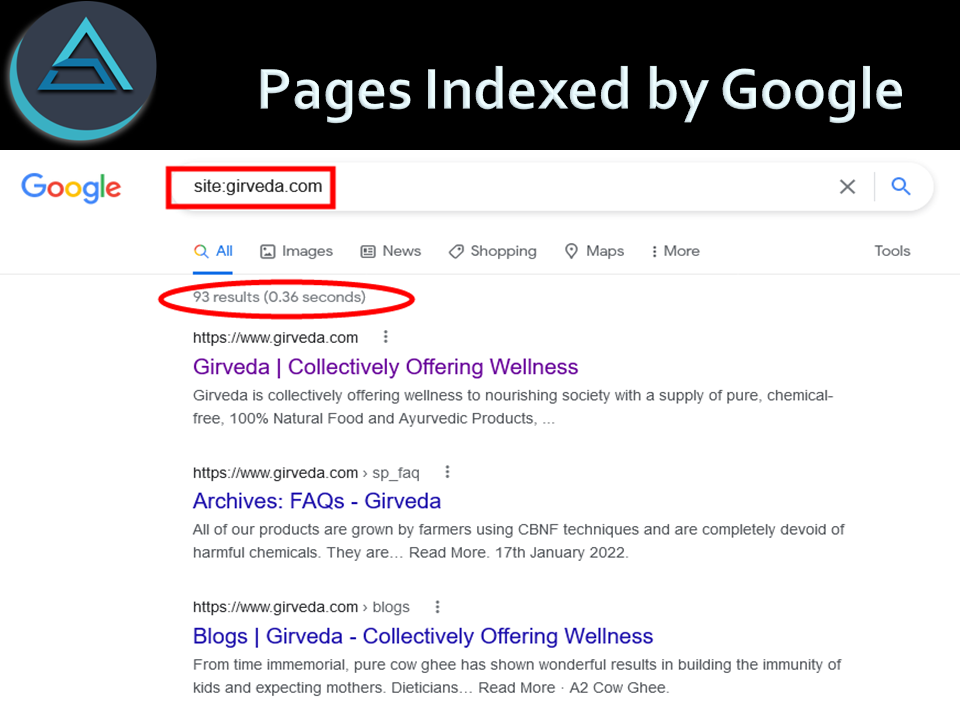 Pages Indexed by Google
Google
site:girveda.com
All Images News Shopping Maps More Tools
93 results (0.36 seconds)
https://www.girveda.com
Girveda | Collectively Offering Wellness
Girveda is collectively offering wellness to nourishing society with a supply of pure, chemical-
free, 100% Natural Food and Ayurvedic Products, ...
https://www.girveda.com › sp_faq
Archives: FAQs - Girveda
All of our products are grown by farmers using CBNF techniques and are completely devoid of
harmful chemicals. They are… Read More. 17th January 2022.
https://www.girveda.com › blogs
Blogs | Girveda - Collectively Offering Wellness
From time immemorial, pure cow ghee has shown wonderful results in building the immunity of
kids and expecting mothers. Dieticians… Read More · A2 Cow Ghee.